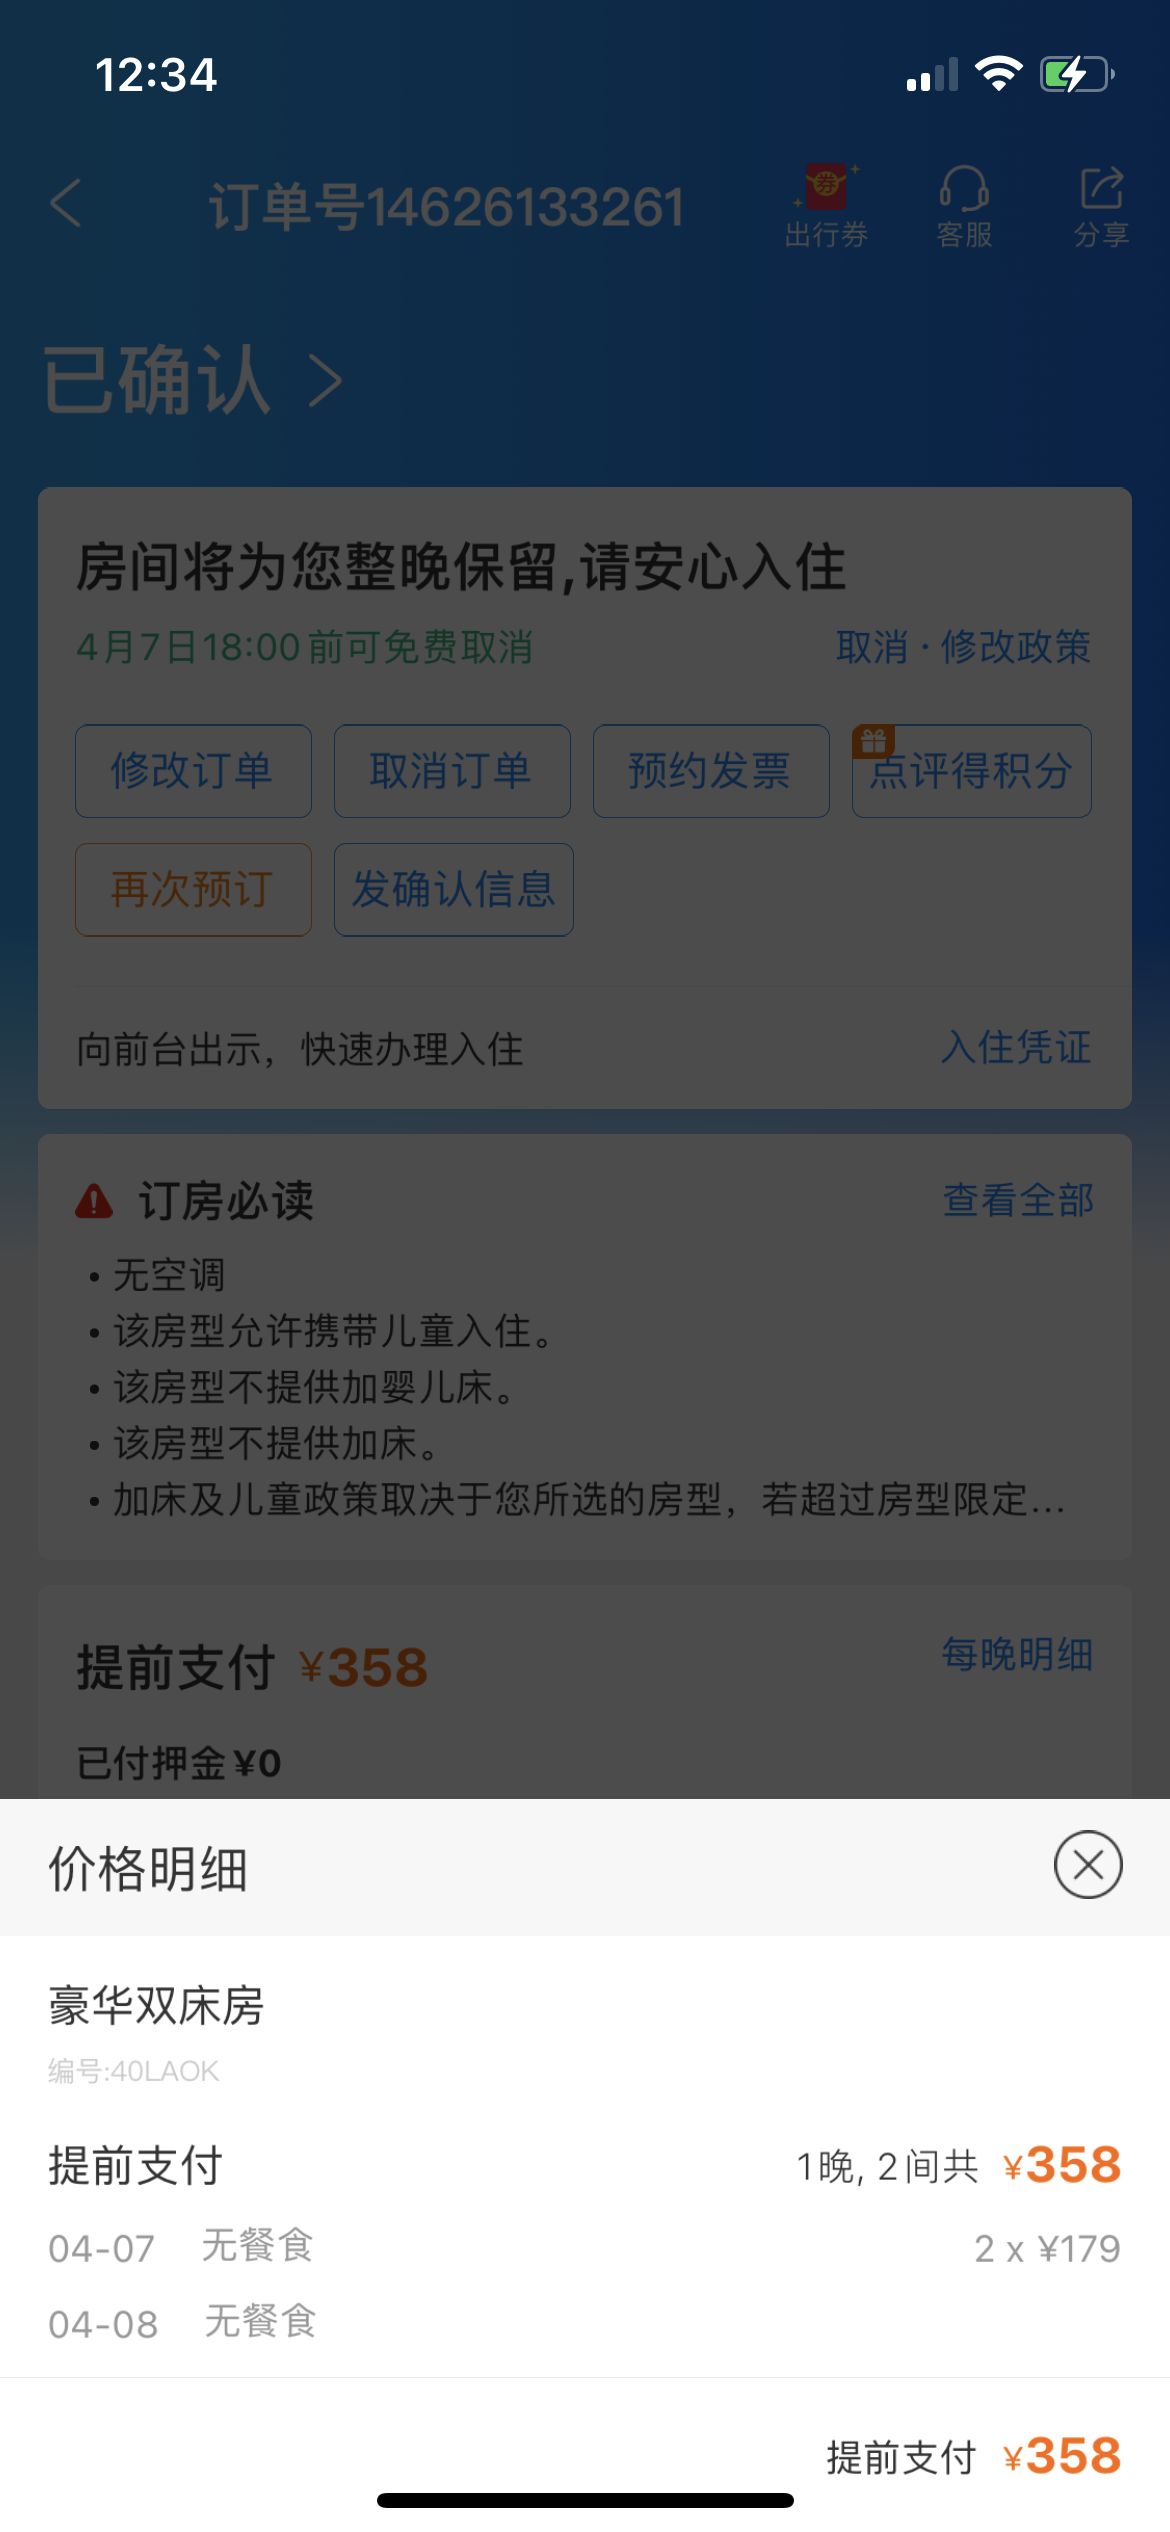 12:34
订单号14626133261
券
出行券
客服
分享
已确认
房间将为您整晚保留,请安心入住
4月7日18:00前可免费取消
取消 · 修改政策
修改订单
取消订单
预约发票
点评得积分
再次预订
发确认信息
向前台出示，快速办理入住
入住凭证
订房必读
查看全部
• 无空调
• 该房型允许携带儿童入住。
• 该房型不提供加婴儿床。
• 该房型不提供加床。
• 加床及儿童政策取决于您所选的房型，若超过房型限定...
提前支付 ¥358
每晚明细
已付押金 ¥0
价格明细
豪华双床房
编号:40LAOK
提前支付
1晚, 2间共 ¥358
04-07 无餐食
2 x ¥179
04-08 无餐食
提前支付 ¥358